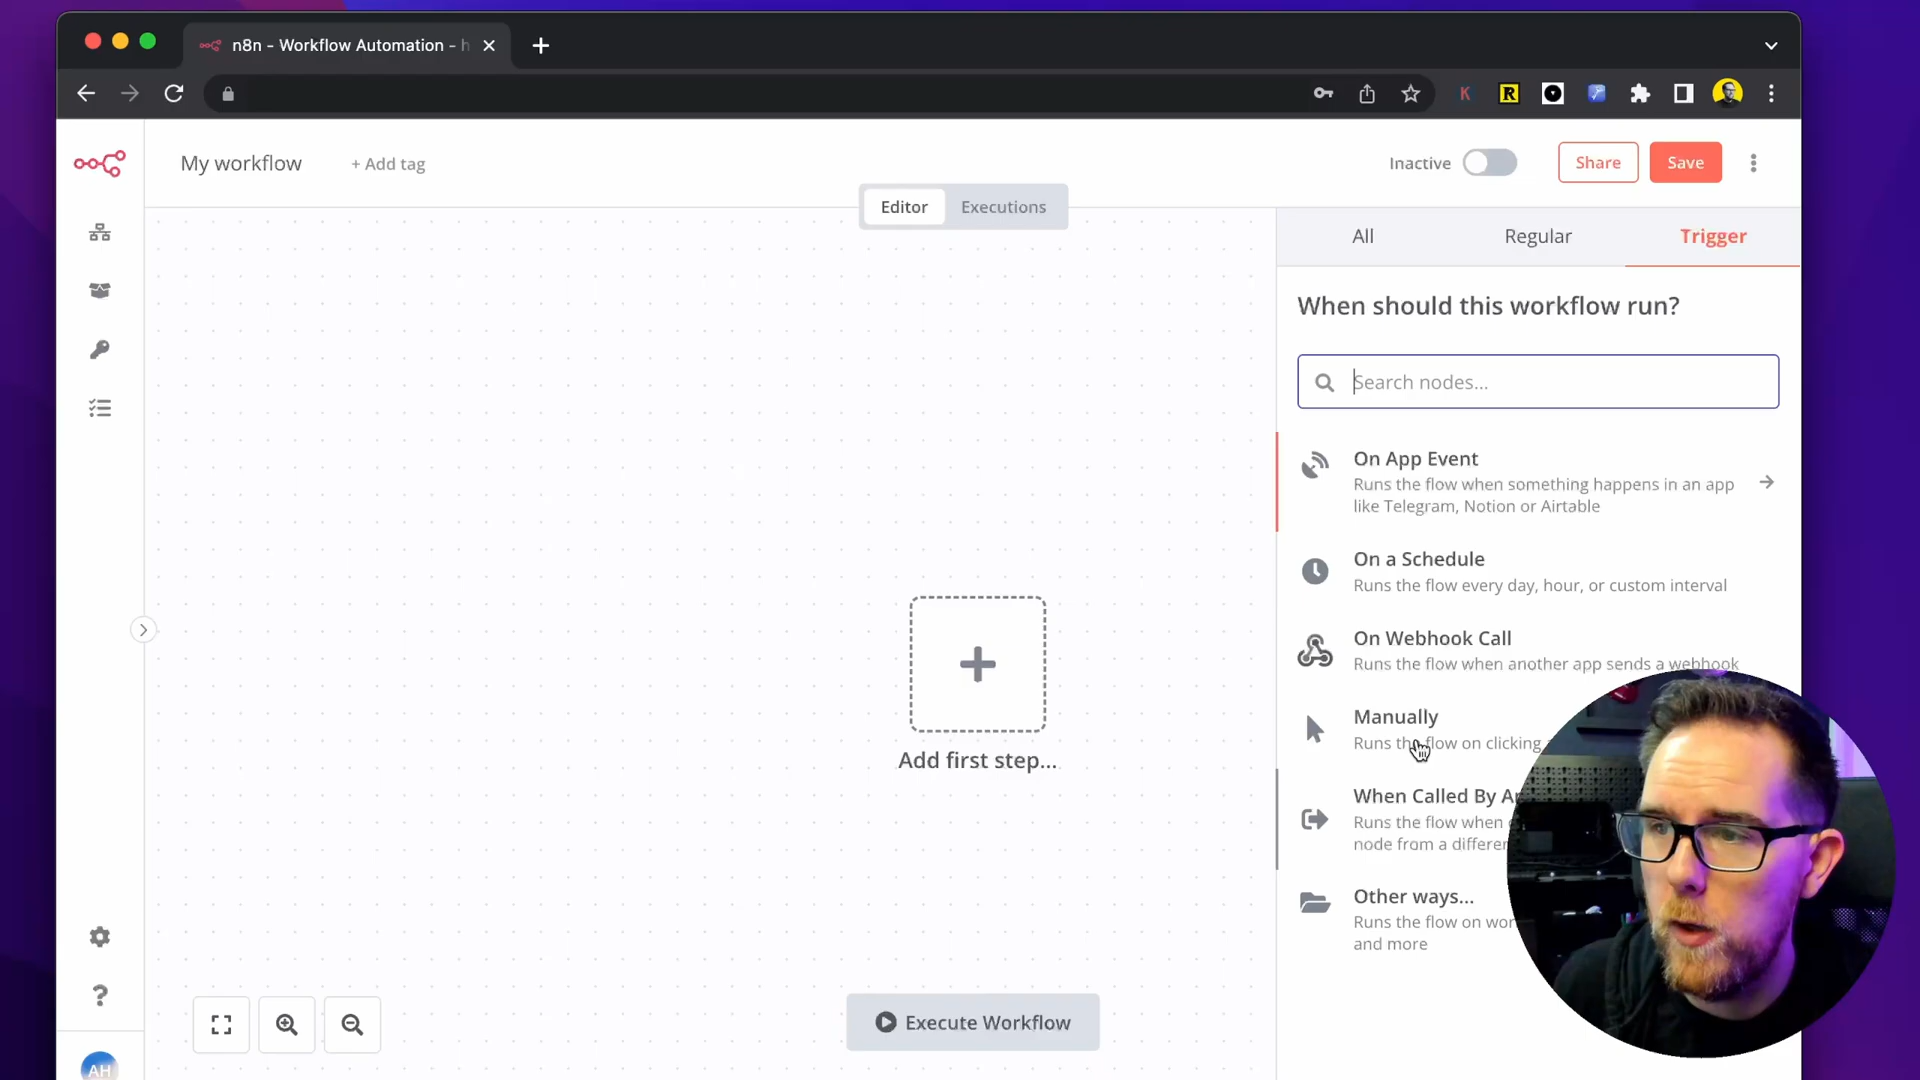 n8n - Workflow Automation -
K
R
My workflow
+ Add tag
Inactive
Share
Save
Editor
Executions
All
Regular
Trigger
When should this workflow run?
Search nodes...
On App Event
Runs the flow when something happens in an app
like Telegram, Notion or Airtable
On a Schedule
Runs the flow every day, hour, or custom interval
On Webhook Call
Runs the flow when another app sends a webhook
Manually
Runs the flow on clicking
When Called By
Runs the flow when
node from a
Other ways...
Runs the flow on
and more
Add first step...
Execute Workflow
AH